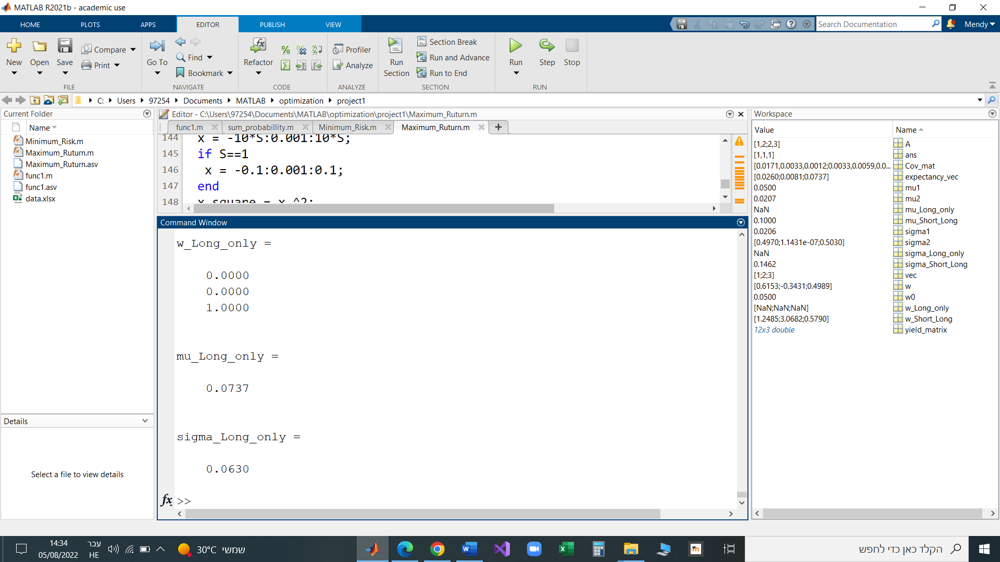 MATLAB R2021b - academic use
HOME PLOTS APPS EDITOR PUBLISH VIEW
Search Documentation
Mendy
New Open Save Compare Print
FILE
Go To Find Bookmark
NAVIGATE
Refactor
CODE
Profiler Analyze
ANALYZE
Run Section
Section Break
Run and Advance
Run to End
SECTION
Run Step Stop
RUN
C: Users 97254 Documents MATLAB optimization project1
Current Folder
Name
Minimum_Risk.m
Maximum_Ruturn.m
Maximum_Ruturn.asv
func1.m
func1.asv
data.xlsx
Details
Select a file to view details
Editor - C:\Users\97254\Documents\MATLAB\optimization\project1\Maximum_Ruturn.m
func1.m sum_probabillity.m Minimum_Risk.m Maximum_Ruturn.m +
144 x = -10*S:0.001:10*S;
145 if S==1
146 x = -0.1:0.001:0.1;
147 end
148 x_square = x.^2;
Command Window
w_Long_only =
0.0000
0.0000
1.0000
mu_Long_only =
0.0737
sigma_Long_only =
0.0630
fx >>
Workspace
Value Name
[1,2;2,3] A
[1,1,1] ans
[0.0171,0.0033,0.0012;0.0033,0.0059,0.0... Cov_mat
[0.0260;0.0081;0.0737] expectancy_vec
0.0500 mu1
0.0207 mu2
NaN mu_Long_only
0.1000 mu_Short_Long
0.0206 sigma1
[0.4970;1.1431e-07;0.5030] sigma2
NaN sigma_Long_only
0.1462 sigma_Short_Long
[1;2;3] vec
[0.6153;-0.3431;0.4989] w
0.0500 w0
[NaN;NaN;NaN] w_Long_only
[1.2485;3.0682;0.5790] w_Short_Long
12x3 double yield_matrix
14:34
05/08/2022
עבר
HE
30°C שמשי
הקלד כאן כדי לחפש